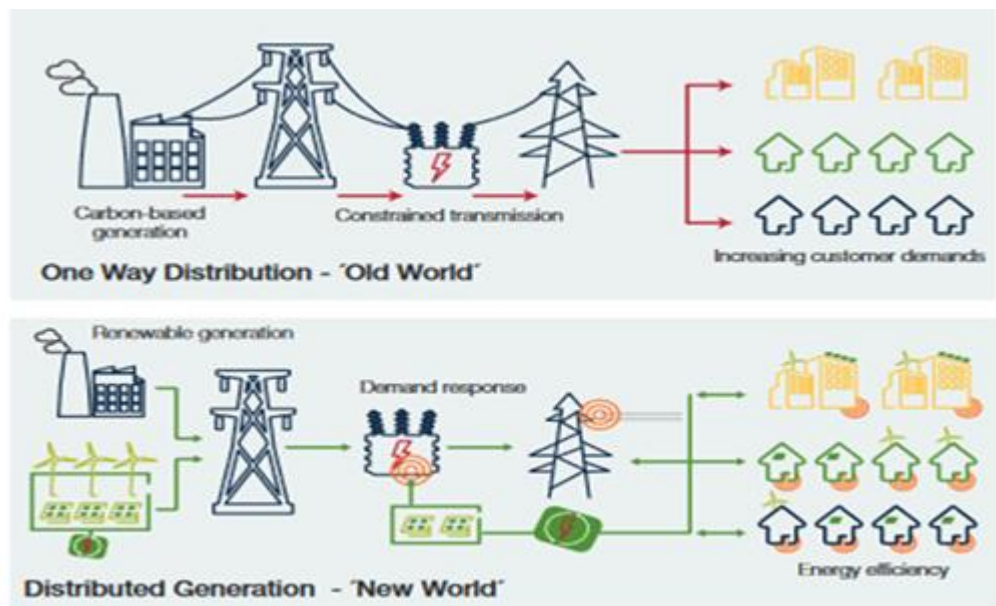 Carbon-based
generation
Constrained transmission
Increasing customer demands
One Way Distribution - ‘Old World’
Renewable generation
Demand response
Energy efficiency
Distributed Generation - ‘New World’